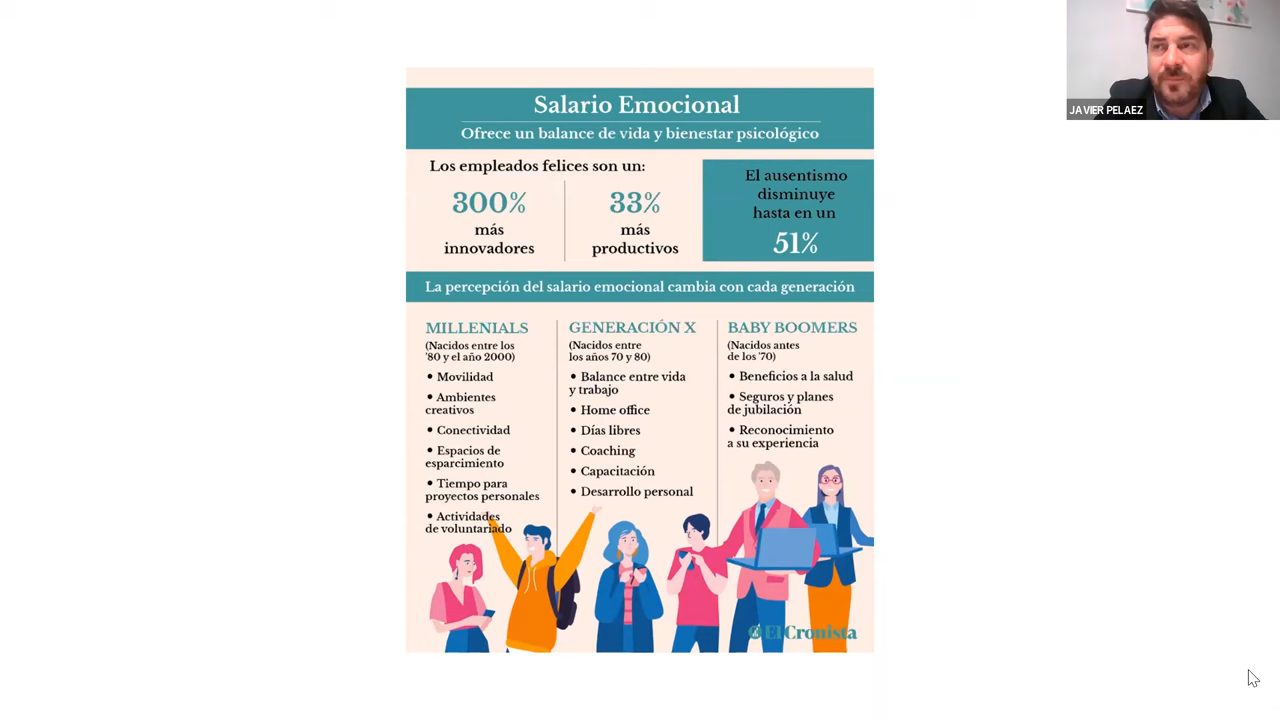 JAVIER PELAEZ
Salario Emocional
Ofrece un balance de vida y bienestar psicológico
Los empleados felices son un:
300%
más
innovadores
33%
más
productivos
El ausentismo
disminuye
hasta en un
51%
La percepción del salario emocional cambia con cada generación
MILLENIALS
(Nacidos entre los
'80 y el año 2000)
• Movilidad
• Ambientes
creativos
• Conectividad
• Espacios de
esparcimiento
• Tiempo para
proyectos personales
• Actividades
de voluntariado
GENERACIÓN X
(Nacidos entre
los años 70 y 80)
• Balance entre vida
y trabajo
• Home office
• Días libres
• Coaching
• Capacitación
• Desarrollo personal
BABY BOOMERS
(Nacidos antes
de los '70)
• Beneficios a la salud
• Seguros y planes
de jubilación
• Reconocimiento
a su experiencia
El Cronista